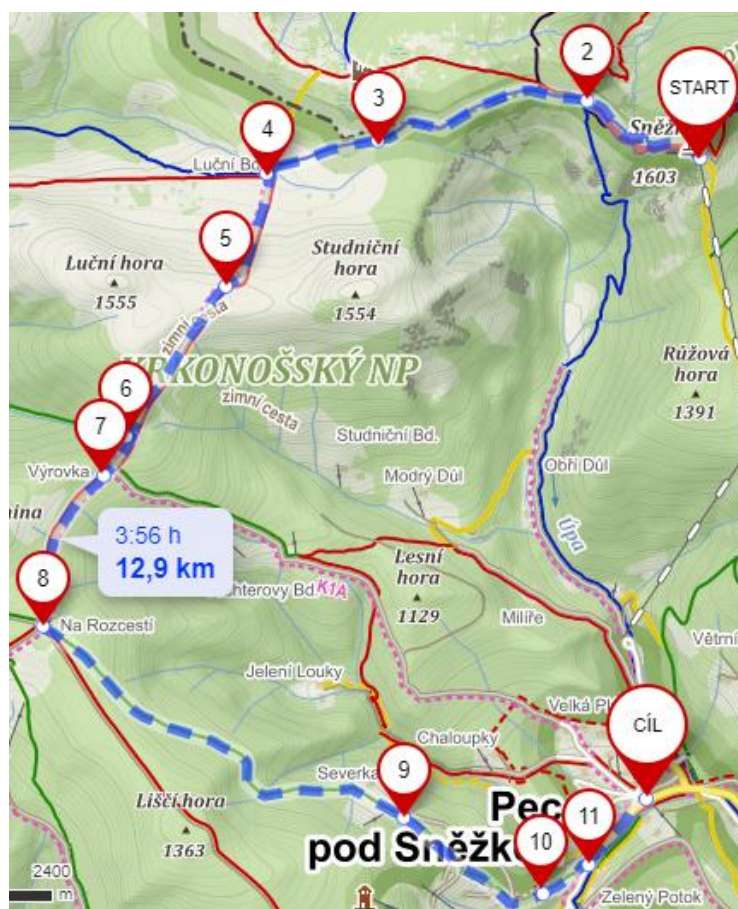 2
START
3
Sněž
4
Luční Bo
1603
5
Luční hora
1555
Studniční
hora
1554
zimní cesta
KRKONOŠSKÝ NP
zimní cesta
Růžová
hora
1391
6
7
Studniční Bd.
Výrovka
Modrý Důl
Obří Důl
Úpa
3:56 h
12,9 km
Lesní
hora
1129
8
K1A
Milíře
Na Rozcestí
Větrní
Jelení Louky
Velká Pl
CÍL
Chaloupky
9
Severka
Liščí hora
1363
Pec
pod Sněžk
10
11
2400
m
Zelený Potok